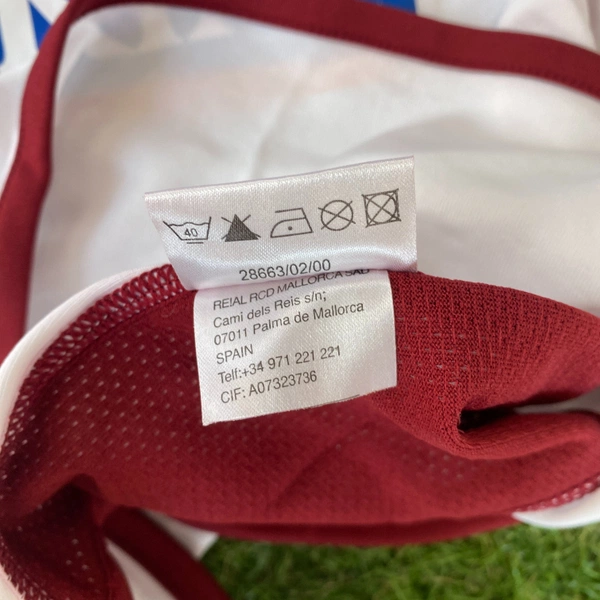 40
28663/02/00
REIAL RCD MALLORCA SAD
Cami dels Reis s/n;
07011 Palma de Mallorca
SPAIN
Telf:+34 971 221 221
CIF: A07323736